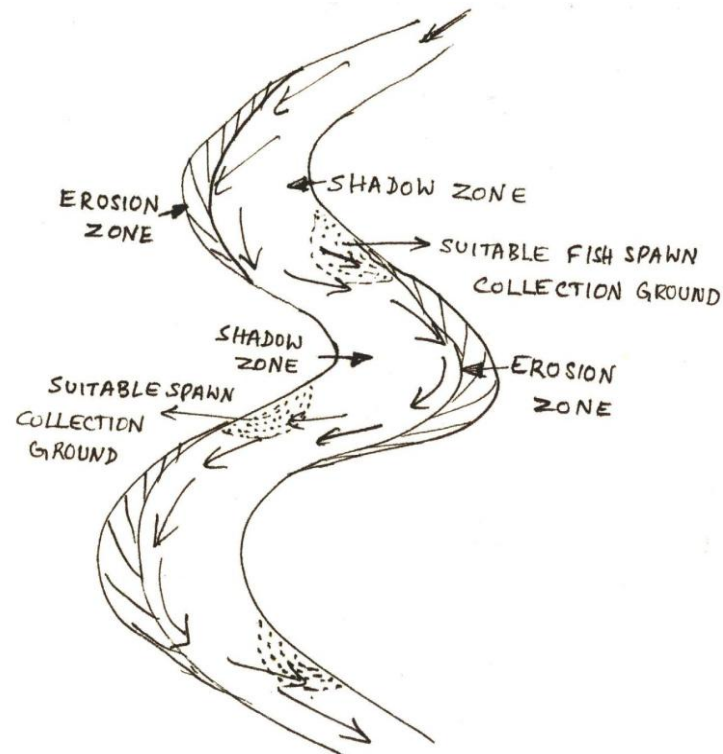 SHADOW ZONE
EROSION
ZONE
SUITABLE FISH SPAWN
COLLECTION GROUND
SHADOW
ZONE
EROSION
ZONE
SUITABLE SPAWN
COLLECTION
GROUND